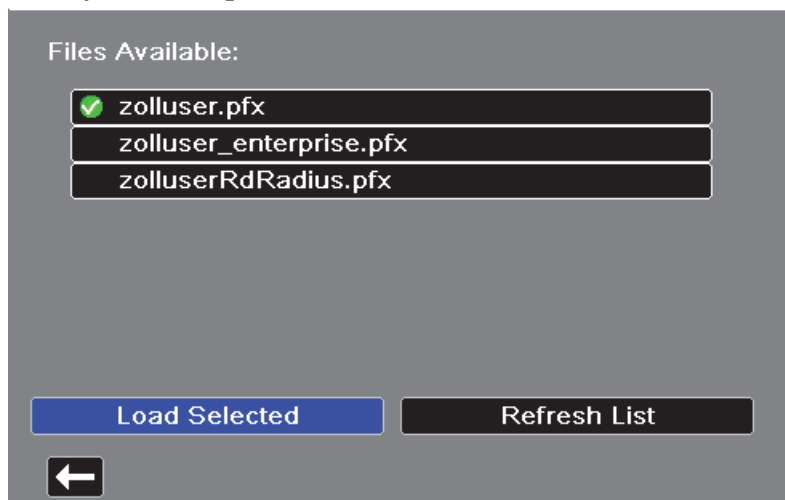 Files Available:
zolluser.pfx
zolluser_enterprise.pfx
zolluserRdRadius.pfx
Load Selected
Refresh List